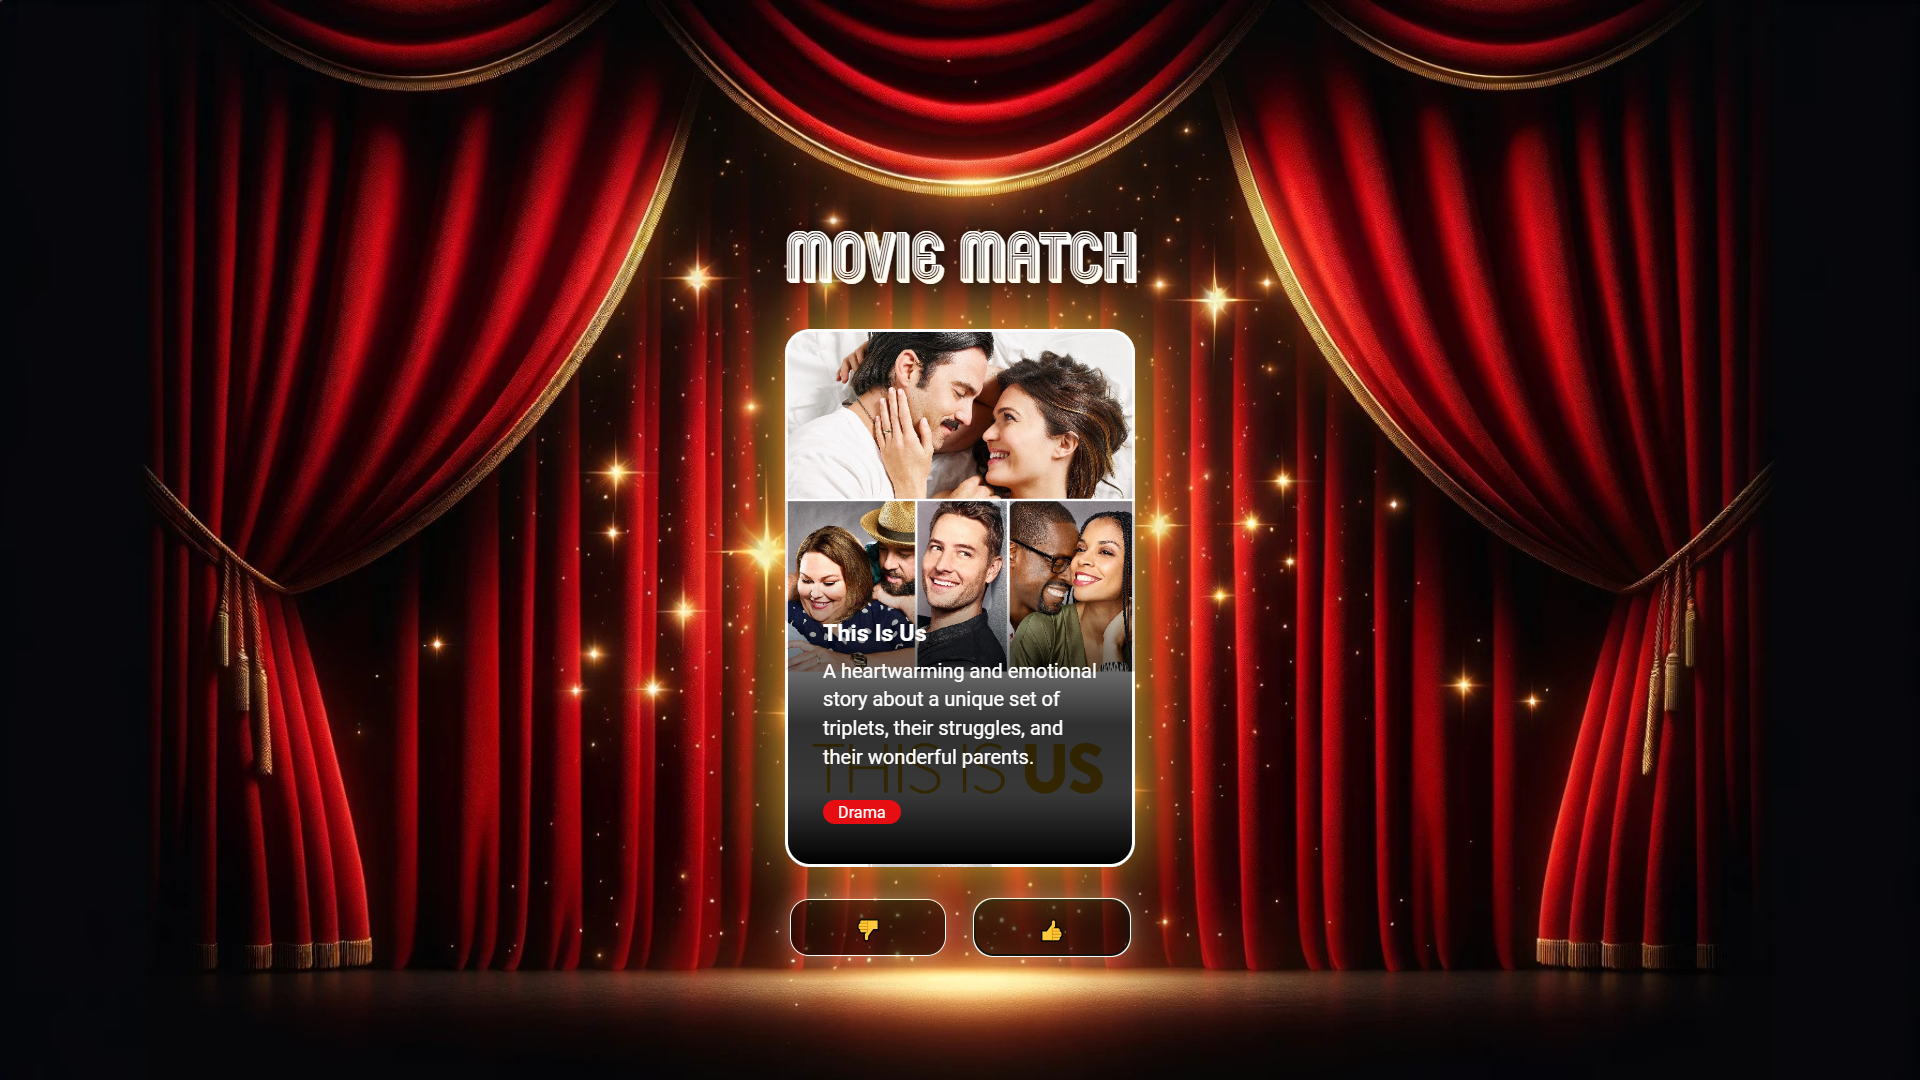 MOVIE MATCH
This Is Us
A heartwarming and emotional
story about a unique set of
triplets, their struggles, and
their wonderful parents.
THIS IS US
Drama